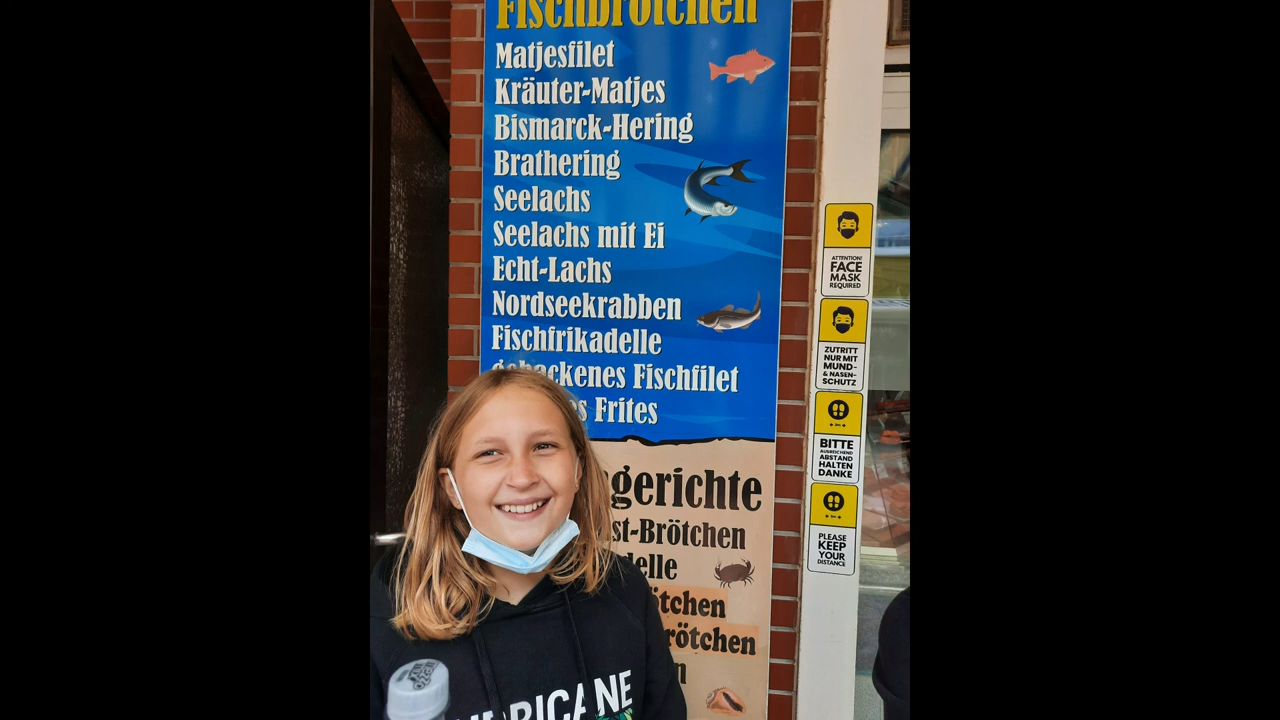 Fischbrötchen
Matjesfilet
Kräuter-Matjes
Bismarck-Hering
Brathering
Seelachs
Seelachs mit Ei
Echt-Lachs
Nordseekrabben
Fischfrikadelle
gebackenes Fischfilet
Frites
gerichte
st-Brötchen
delle
ötchen
rötchen
n
ATTENTION!
FACE
MASK
REQUIRED
ZUTRITT
NUR MIT
MUND-
& NASEN-
SCHUTZ
BITTE
AUSREICHEND
ABSTAND
HALTEN
DANKE
PLEASE
KEEP
YOUR
DISTANCE
HURRICANE